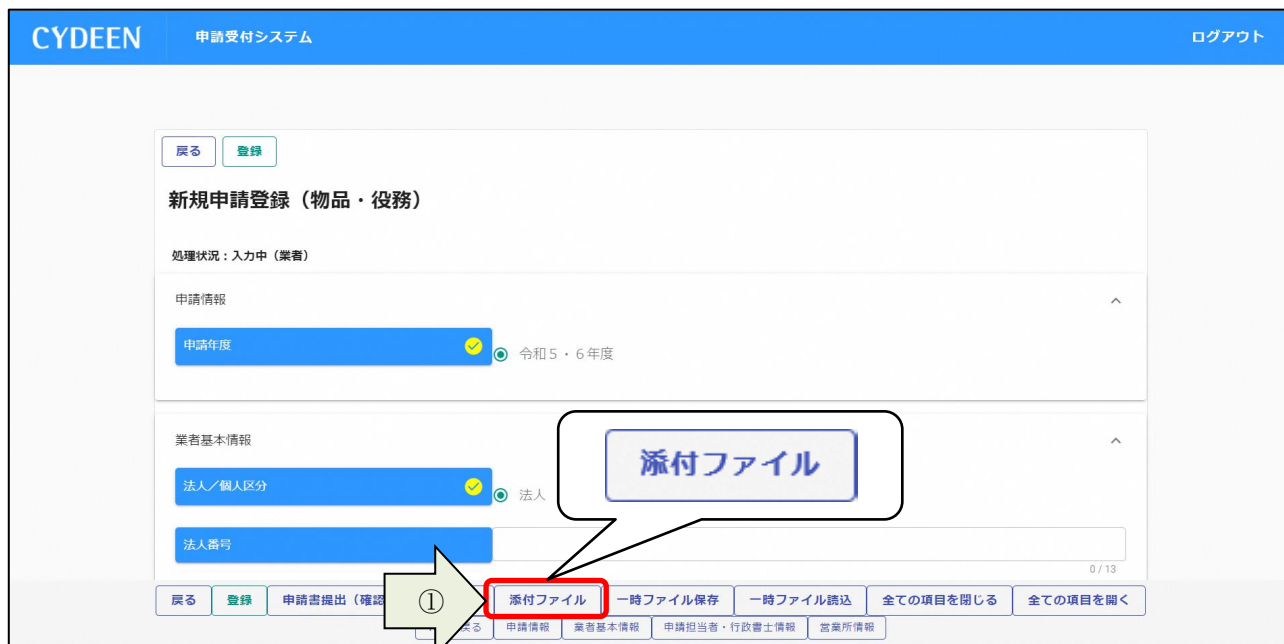 CYDEEN 申請受付システム ログアウト
戻る 登録
新規申請登録（物品・役務）
処理状況：入力中（業者）
申請情報
申請年度 令和５・６年度
業者基本情報
添付ファイル
法人／個人区分 法人
法人番号
0 / 13
戻る 登録 申請書提出（確認 ① 添付ファイル 一時ファイル保存 一時ファイル読込 全ての項目を閉じる 全ての項目を開く
戻る 申請情報 業者基本情報 申請担当者・行政書士情報 営業所情報